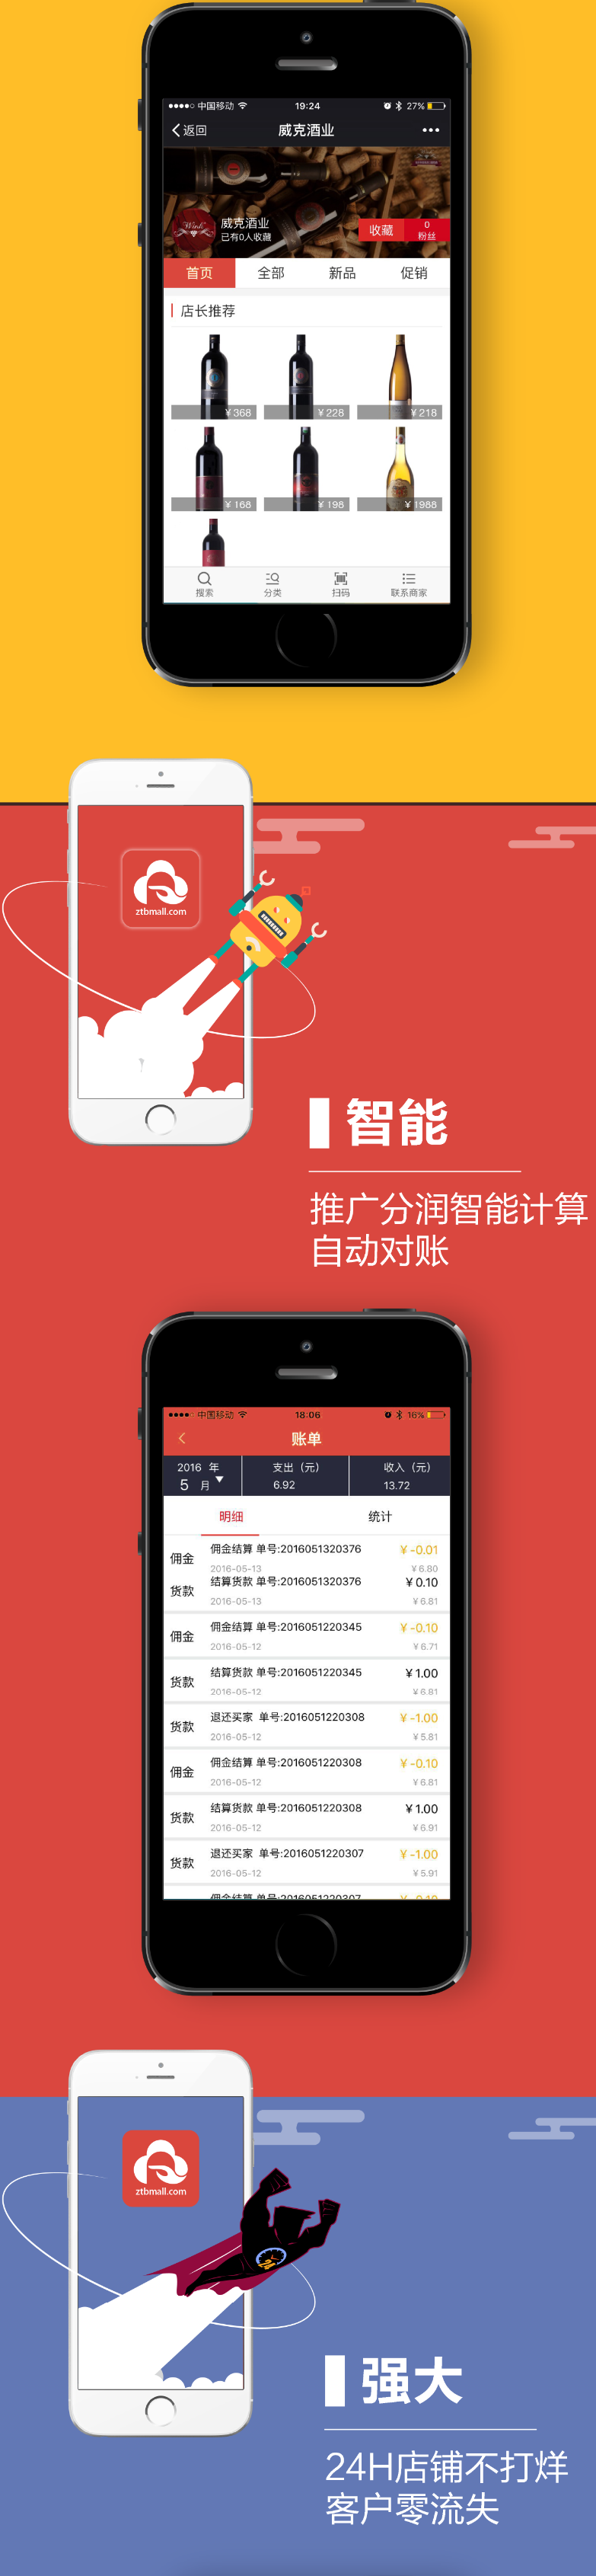 中国移动 19:24 27%
返回 威克酒业
Wink
威克酒业
已有0人收藏
收藏 0 粉丝
首页 全部 新品 促销
店长推荐
¥368 ¥228 ¥218
¥168 ¥198 ¥1988
搜索 分类 扫码 联系商家
ztbmall.com
智能
推广分润智能计算
自动对账
中国移动 18:06 16%
账单
2016 年 支出（元） 收入（元）
5 月 6.92 13.72
明细 统计
佣金 佣金结算 单号:2016051320376 ¥-0.01
2016-05-13 ¥6.80
货款 结算货款 单号:2016051320376 ¥0.10
2016-05-13 ¥6.81
佣金 佣金结算 单号:2016051220345 ¥-0.10
2016-05-12 ¥6.71
货款 结算货款 单号:2016051220345 ¥1.00
2016-05-12 ¥6.81
货款 退还买家 单号:2016051220308 ¥-1.00
2016-05-12 ¥5.81
佣金 佣金结算 单号:2016051220308 ¥-0.10
2016-05-12 ¥6.81
货款 结算货款 单号:2016051220308 ¥1.00
2016-05-12 ¥6.91
货款 退还买家 单号:2016051220307 ¥-1.00
2016-05-12 ¥5.91
佣金结算 单号:2016051220307 ¥-0.10
ztbmall.com
强大
24H店铺不打烊
客户零流失